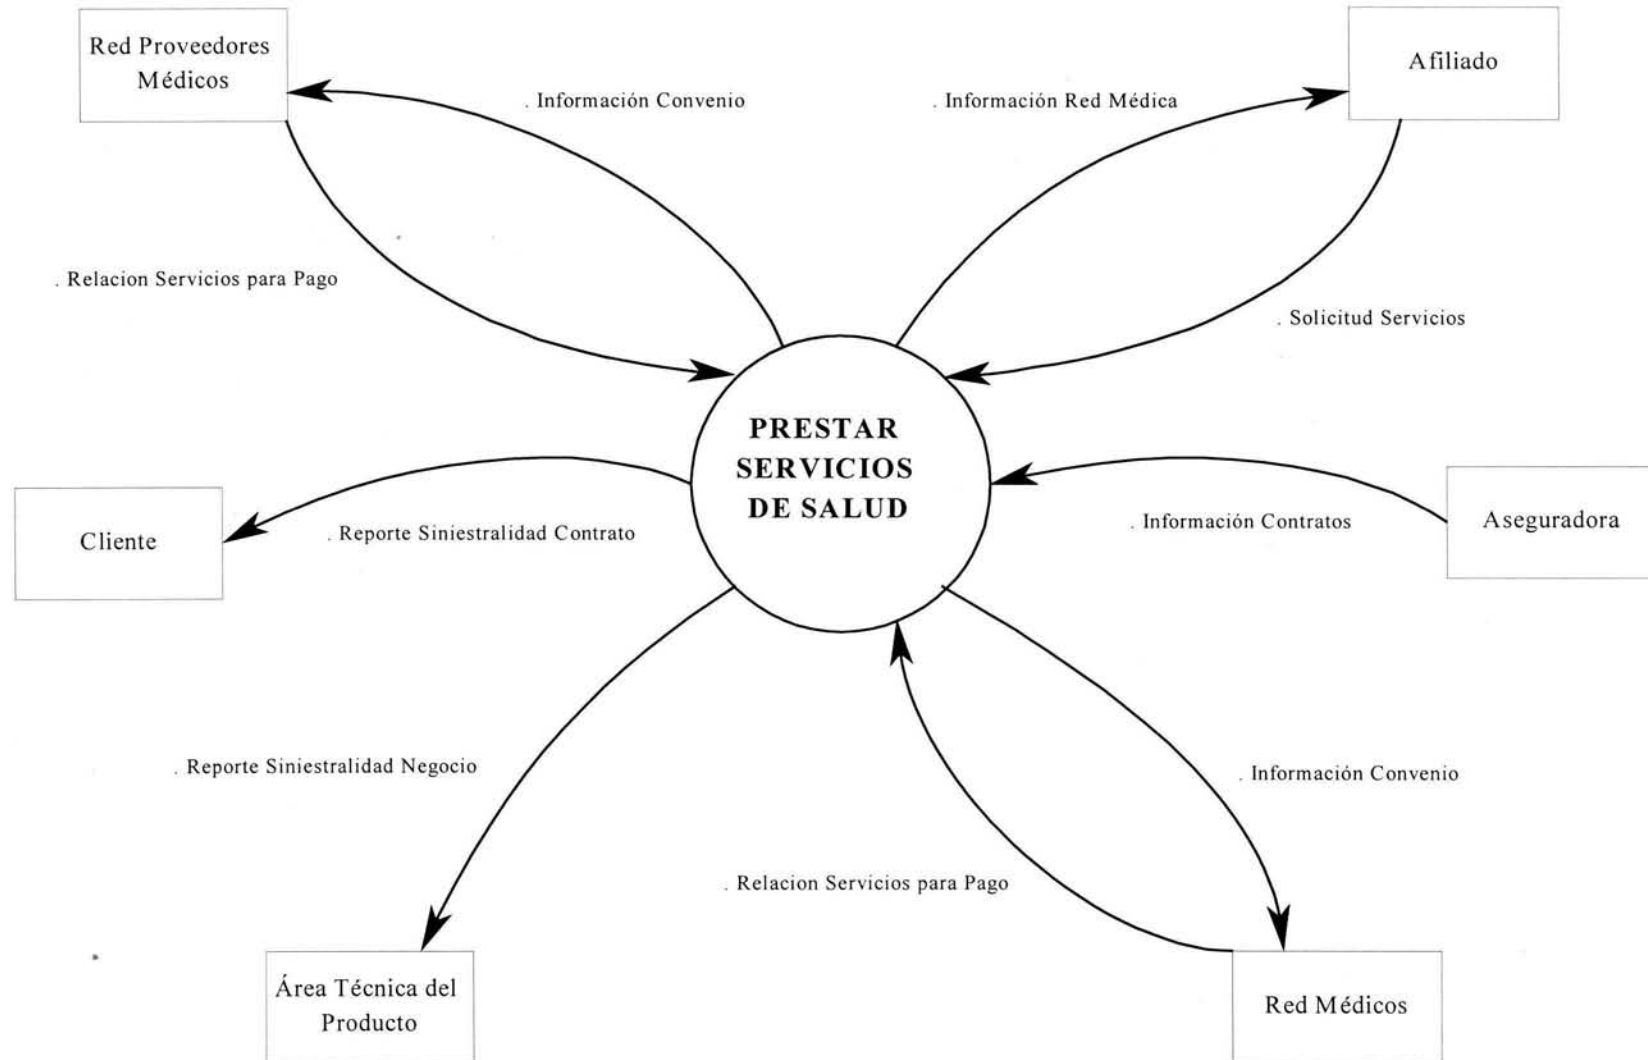 Red Proveedores
Médicos
Afiliado
. Información Convenio
. Información Red Médica
. Relacion Servicios para Pago
. Solicitud Servicios
PRESTAR
SERVICIOS
DE SALUD
Cliente
. Reporte Siniestralidad Contrato
. Información Contratos
Aseguradora
. Reporte Siniestralidad Negocio
. Información Convenio
. Relacion Servicios para Pago
Área Técnica del
Producto
Red Médicos